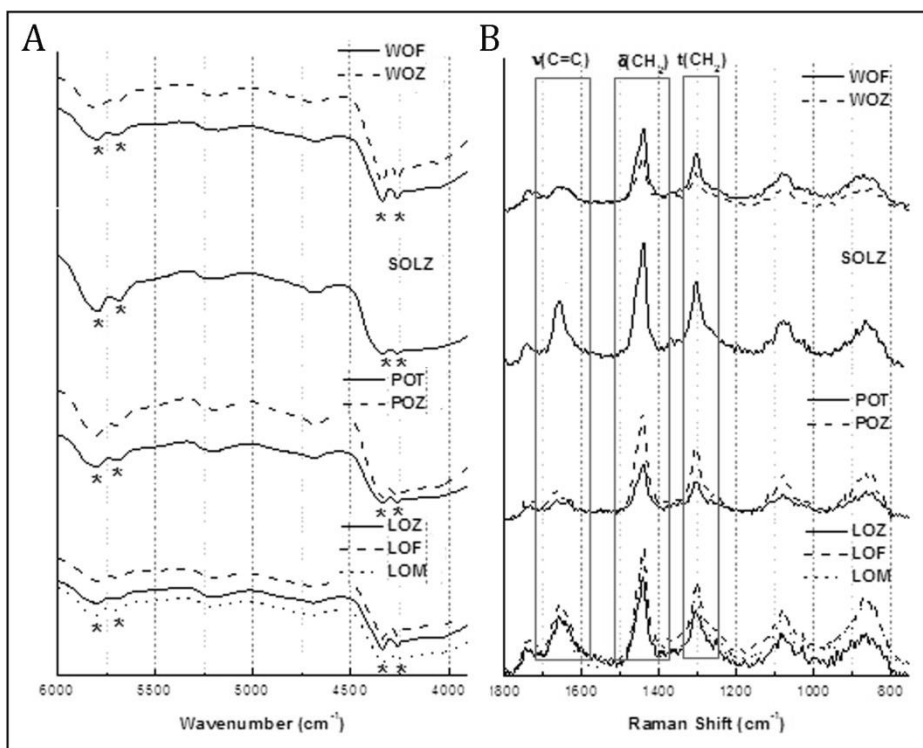 A
WOF
WOZ
* * * *
SOLZ
* * * *
POT
POZ
* * * *
LOZ
LOF
LOM
* * * *
6000 5500 5000 4500 4000
Wavenumber (cm⁻¹)
B
ν(C=C) δ(CH₂) t(CH₂)
WOF
WOZ
SOLZ
POT
POZ
LOZ
LOF
LOM
1800 1600 1400 1200 1000 800
Raman Shift (cm⁻¹)